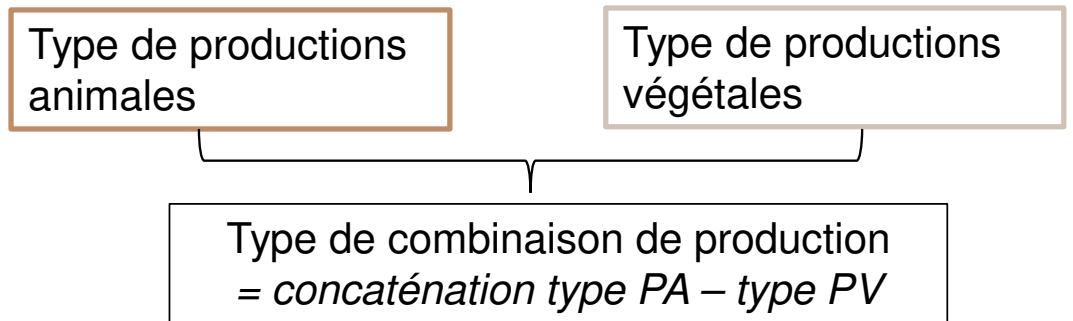 Type de productions
animales
Type de productions
végétales
Type de combinaison de production
= concaténation type PA – type PV